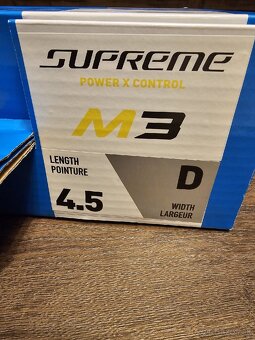 SUPREME
POWER X CONTROL
M3
LENGTH
POINTURE
4.5
D
WIDTH
LARGEUR